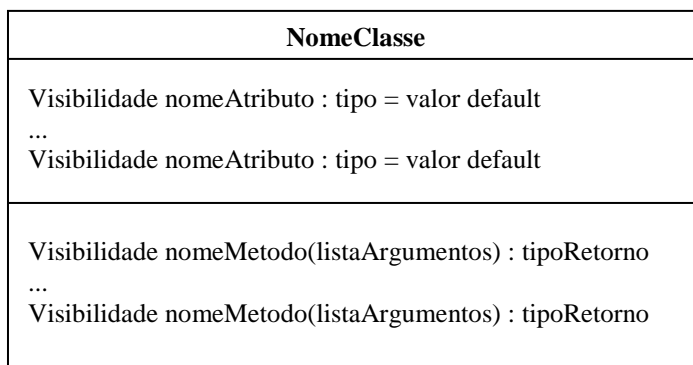 NomeClasse
Visibilidade nomeAtributo : tipo = valor default
...
Visibilidade nomeAtributo : tipo = valor default
Visibilidade nomeMetodo(listaArgumentos) : tipoRetorno
...
Visibilidade nomeMetodo(listaArgumentos) : tipoRetorno